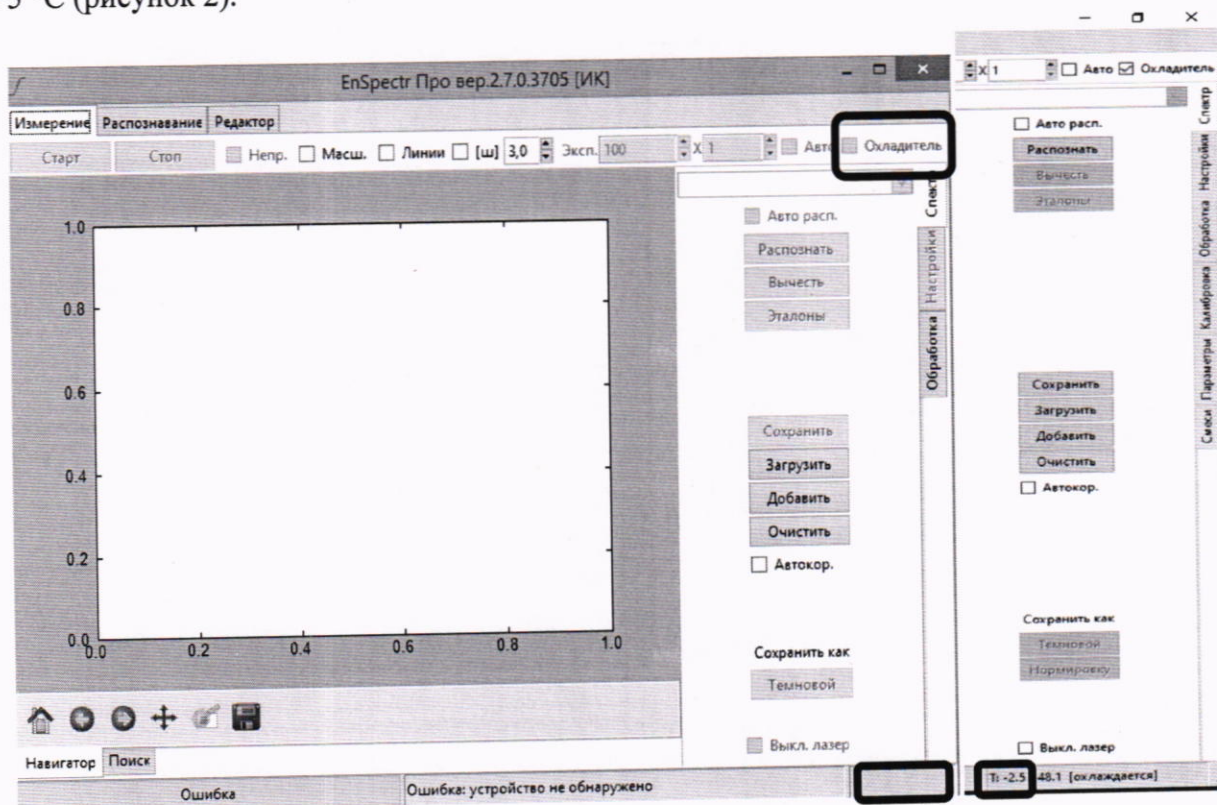 5 °С (рисунок 2).
EnSpectr Про вер.2.7.0.3705 [ИК]
Измерение Распознавание Редактор
Старт Стоп Непр. Масш. Линии [ш] 3,0 Эксп. 100 X 1 Авто Охладитель
Авто расп.
Распознать
Вычесть
Эталоны
Сохранить
Загрузить
Добавить
Очистить
Автокор.
Сохранить как
Темновой
Выкл. лазер
Спектр
Настройки
Обработка
1.0
0.8
0.6
0.4
0.2
0.0
0.0 0.2 0.4 0.6 0.8 1.0
Навигатор Поиск
Ошибка Ошибка: устройство не обнаружено
X 1 Авто Охладитель
Авто расп.
Распознать
Вычесть
Эталоны
Сохранить
Загрузить
Добавить
Очистить
Автокор.
Сохранить как
Темновой
Нормировку
Выкл. лазер
Спектр
Настройки
Обработка
Калибровка
Параметры
Смеси
T: -2.5 48.1 [охлаждается]